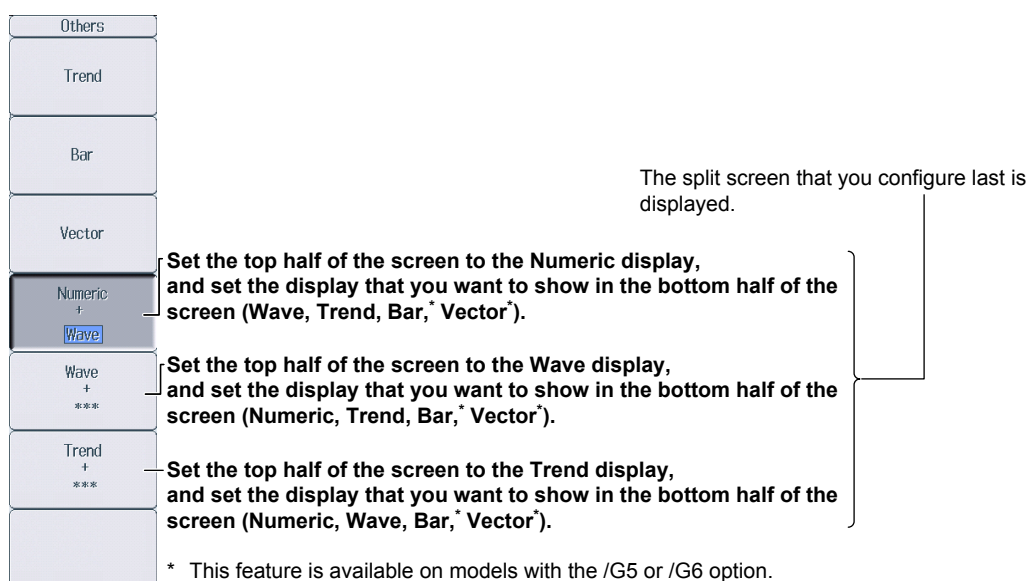 Others
Trend
Bar
Vector
Numeric
+
Wave
Wave
+
***
Trend
+
***
The split screen that you configure last is
displayed.
Set the top half of the screen to the Numeric display,
and set the display that you want to show in the bottom half of the
screen (Wave, Trend, Bar,* Vector*).
Set the top half of the screen to the Wave display,
and set the display that you want to show in the bottom half of the
screen (Numeric, Trend, Bar,* Vector*).
Set the top half of the screen to the Trend display,
and set the display that you want to show in the bottom half of the
screen (Numeric, Wave, Bar,* Vector*).
* This feature is available on models with the /G5 or /G6 option.